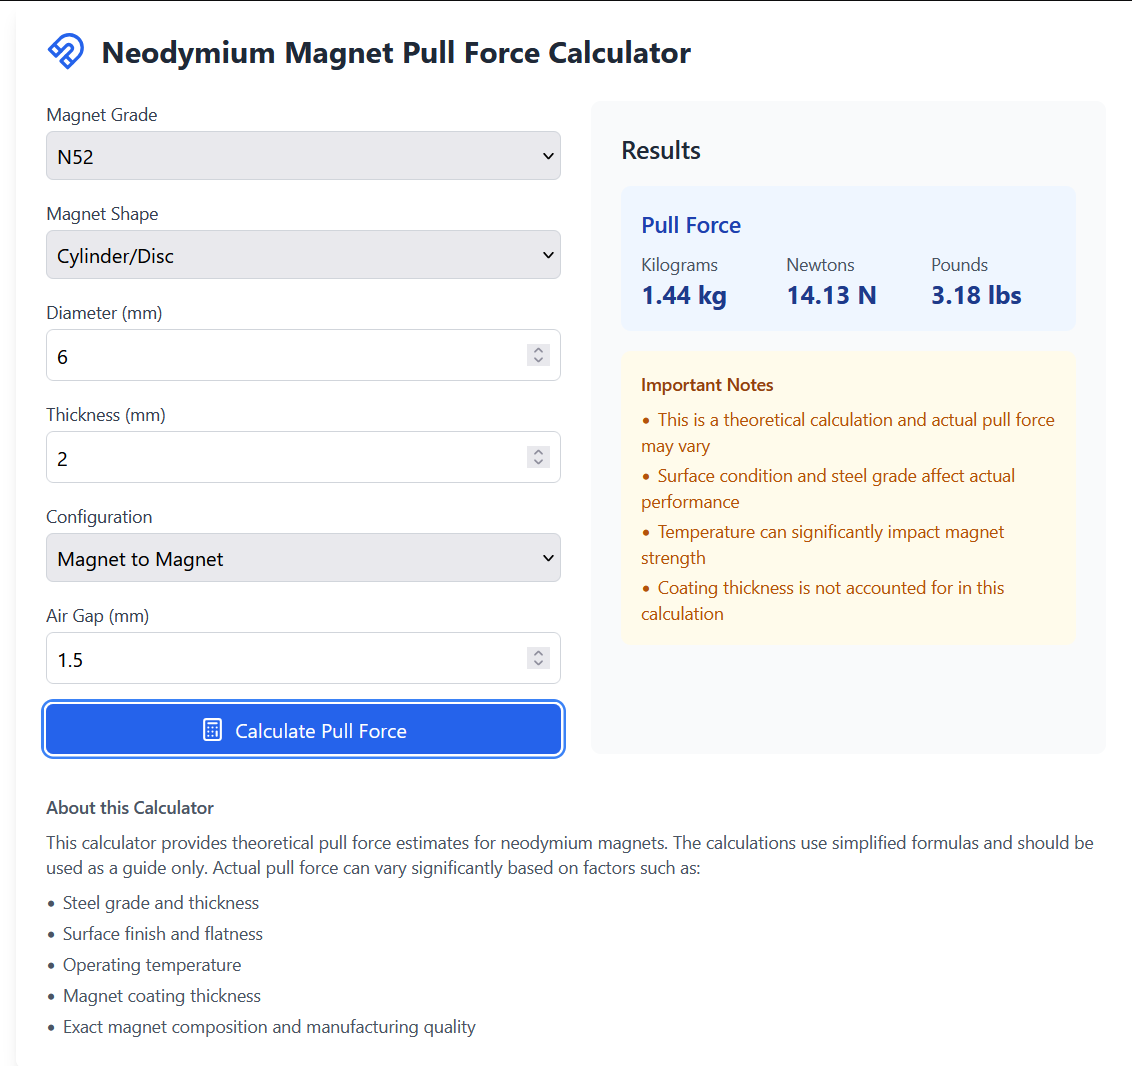 Neodymium Magnet Pull Force Calculator
Magnet Grade
N52
Magnet Shape
Cylinder/Disc
Diameter (mm)
6
Thickness (mm)
2
Configuration
Magnet to Magnet
Air Gap (mm)
1.5
Calculate Pull Force
Results
Pull Force
Kilograms Newtons Pounds
1.44 kg 14.13 N 3.18 lbs
Important Notes
• This is a theoretical calculation and actual pull force
may vary
• Surface condition and steel grade affect actual
performance
• Temperature can significantly impact magnet
strength
• Coating thickness is not accounted for in this
calculation
About this Calculator
This calculator provides theoretical pull force estimates for neodymium magnets. The calculations use simplified formulas and should be
used as a guide only. Actual pull force can vary significantly based on factors such as:
• Steel grade and thickness
• Surface finish and flatness
• Operating temperature
• Magnet coating thickness
• Exact magnet composition and manufacturing quality